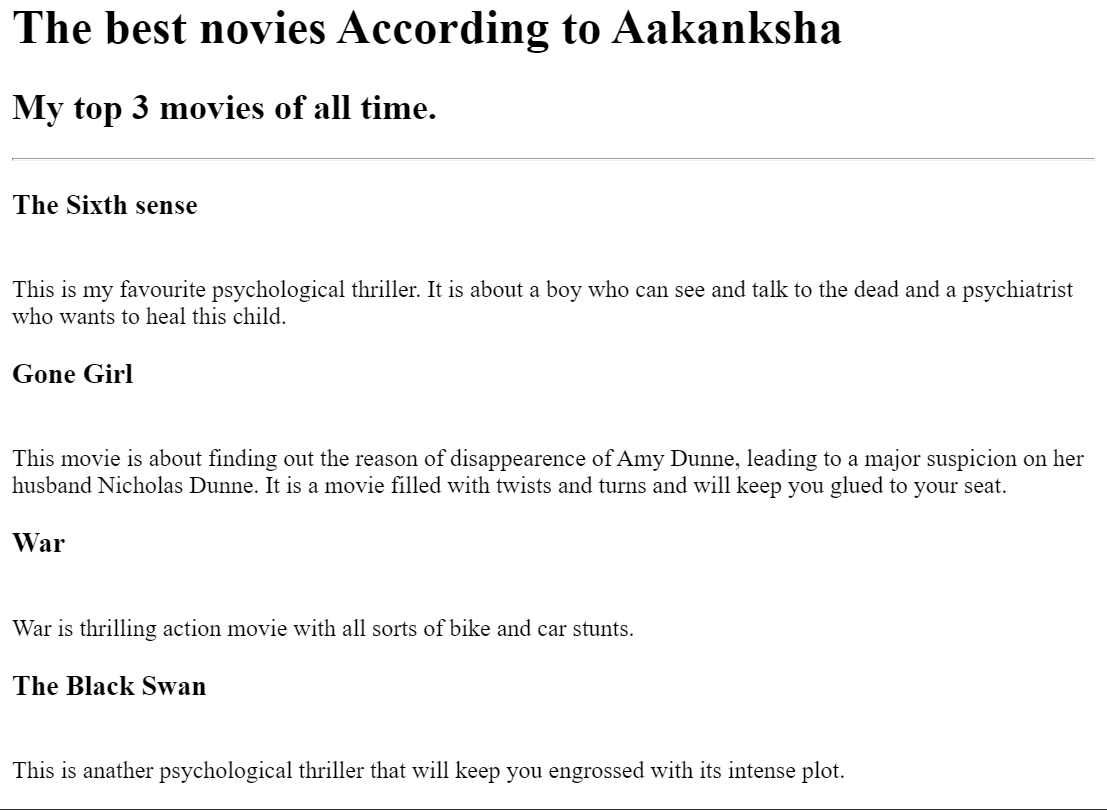 The best novies According to Aakanksha
My top 3 movies of all time.
The Sixth sense
This is my favourite psychological thriller. It is about a boy who can see and talk to the dead and a psychiatrist
who wants to heal this child.
Gone Girl
This movie is about finding out the reason of disappearence of Amy Dunne, leading to a major suspicion on her
husband Nicholas Dunne. It is a movie filled with twists and turns and will keep you glued to your seat.
War
War is thrilling action movie with all sorts of bike and car stunts.
The Black Swan
This is anather psychological thriller that will keep you engrossed with its intense plot.